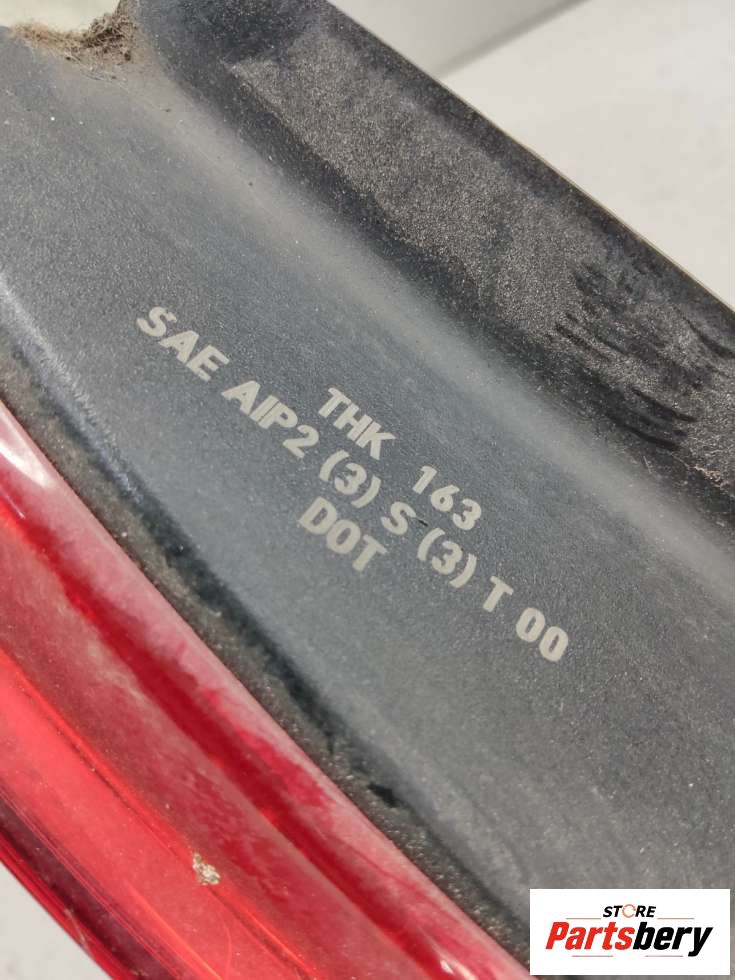 THK 163
SAE AIP2 (3) S (3) T 00
DOT
STORE
Partsbery